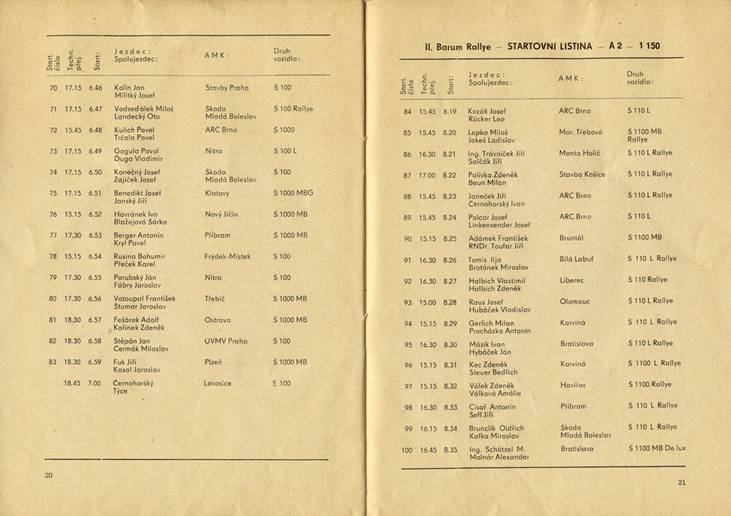 Start. číslo Techn. přej. Start: Jezdec: Spolujezdec: AMK: Druh vozidla:
70 17.15 6.46 Kalin Jan Stavby Praha Š 100
Militký Josef
71 17.15 6.47 Vodseďálek Miloš Škoda Š 100 Rallye
Landecký Oto Mladá Boleslav
72 15.45 6.48 Kulich Pavel ARC Brno Š 1000
Trčala Pavel
73 17.15 6.49 Gogula Pavol Nitra Š 100 L
Duga Vladimír
74 17.15 6.50 Konečný Josef Škoda Š 100
Zajíček Josef Mladá Boleslav
75 17.15 6.51 Benedikt Josef Klatovy Š 1000 MBG
Janský Jiří
76 15.15 6.52 Havránek Ivo Nový Jičín Š 1000 MB
Blažejová Šárka
77 17.30 6.53 Berger Antonín Příbram Š 1000 MB
Kryl Pavel
78 15.15 6.54 Rusina Bohumír Frýdek-Místek Š 100
Přeček Karel
79 17.30 6.55 Porubský Ján Nitra Š 100
Fábry Jaroslav
80 17.30 6.56 Votoupal František Třebíč Š 1000 MB
Stumar Jaroslav
81 18.30 6.57 Fešárek Adolf Ostrava Š 1000 MB
Kořínek Zdeněk
82 18.30 6.58 Štěpán Jan ÚVMV Praha Š 100
Čermák Miloslav
83 18.30 6.59 Fuk Jiří Plzeň Š 1000 MB
Kasal Jaroslav
18.45 7.00 Černohorský Lovosice Š 100
Týce
20
II. Barum Rallye – STARTOVNÍ LISTINA – A 2 – 1 150
Start. číslo Techn. přej. Start: Jezdec: Spolujezdec: AMK: Druh vozidla:
84 15.45 8.19 Kozák Josef ARC Brno Š 110 L
Rücker Leo
85 15.45 8.20 Lepka Miloš Mor. Třebová Š 1100 MB
Jokeš Ladislav Rallye
86 16.30 8.21 Ing. Trávníček Jiří Monta Holíč Š 110 L Rallye
Salčák Jiří
87 17.00 8.22 Polívka Zdeněk Stavba Košice Š 110 L Rallye
Beun Milan
88 15.45 8.23 Janeček Jiří ARC Brno Š 110 L Rallye
Černohorský Ivan
89 15.45 8.24 Polcar Josef ARC Brno Š 110 L
Linkensender Josef
90 15.15 8.25 Adámek František Bruntál Š 1100 MB
RNDr. Toufar Jiří
91 16.30 8.26 Tomis Ilja Bílá Labuť Š 110 L Rallye
Brotánek Miroslav
92 16.30 8.27 Halbich Vlastimil Liberec Š 110 Rallye
Halbich Zdeněk
93 15.00 8.28 Raus Josef Olomouc Š 110 L Rallye
Hubáček Vladislav
94 15.15 8.29 Gerlich Milan Karviná Š 110 L Rallye
Procházka Antonín
95 16.30 8.30 Mázik Ivan Bratislava Š 110 L Rallye
Hybáček Ján
96 15.15 8.31 Kec Zdeněk Karviná Š 1100 L Rallye
Steuer Bedřich
97 15.15 8.32 Válek Zdeněk Havířov Š 1100 Rallye
Válková Amálie
98 16.30 8.33 Císař Antonín Příbram Š 110 L Rallye
Šefl Jiří
99 16.15 8.34 Brunclík Oldřich Škoda Š 110 L Rallye
Kafka Miroslav Mladá Boleslav
100 16.45 8.35 Ing. Schätzel M. Bratislava Š 1100 MB De lux
Molnár Alexander
21